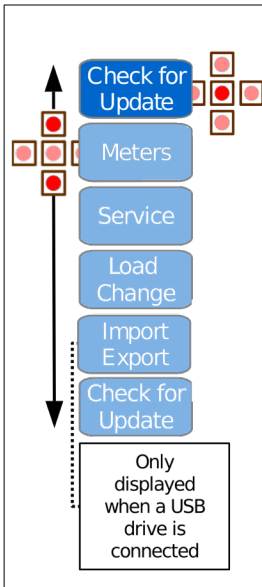 Check for
Update
Meters
Service
Load
Change
Import
Export
Check for
Update
Only
displayed
when a USB
drive is
connected